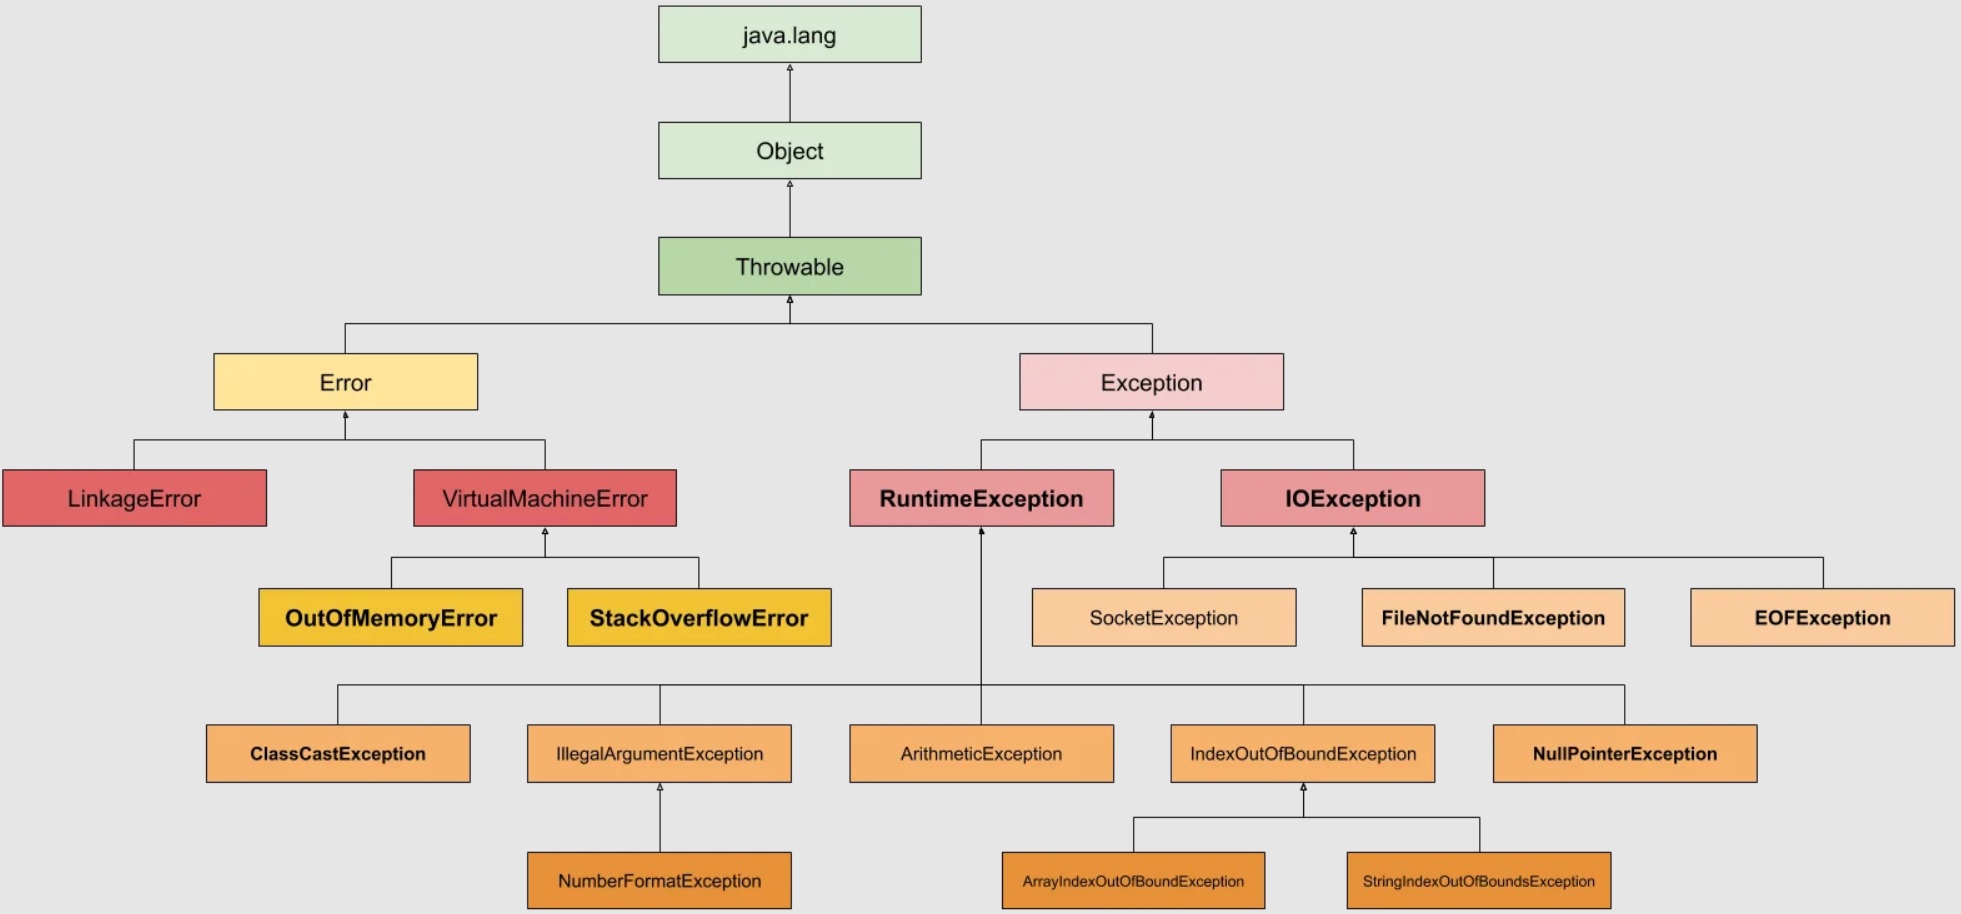 java.lang
Object
Throwable
Error
Exception
LinkageError
VirtualMachineError
RuntimeException
IOException
OutOfMemoryError
StackOverflowError
SocketException
FileNotFoundException
EOFException
ClassCastException
IllegalArgumentException
ArithmeticException
IndexOutOfBoundException
NullPointerException
NumberFormatException
ArrayIndexOutOfBoundException
StringIndexOutOfBoundsException